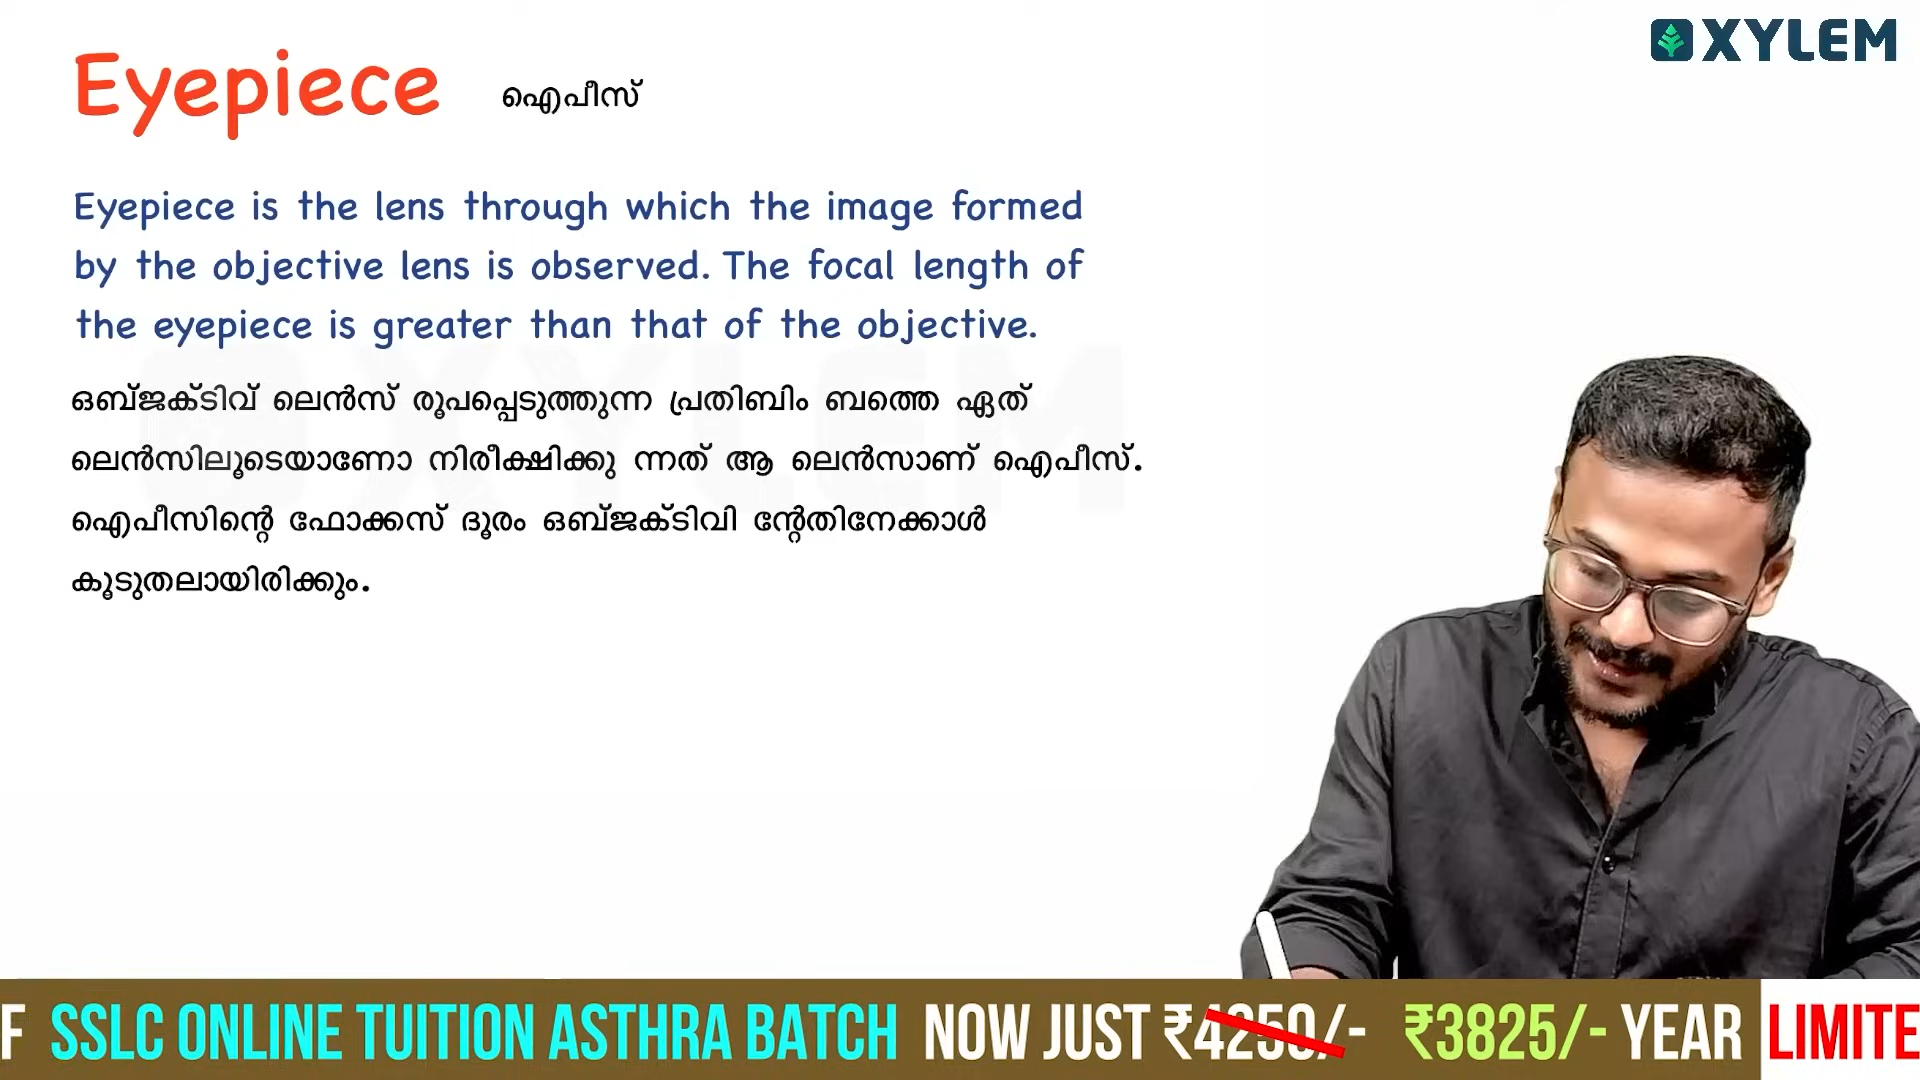 XYLEM
Eyepiece ഐപീസ്
Eyepiece is the lens through which the image formed
by the objective lens is observed. The focal length of
the eyepiece is greater than that of the objective.
ഒബ്ജക്ടിവ് ലെൻസ് രൂപപ്പെടുത്തുന്ന പ്രതിബിം ബത്തെ ഏത്
ലെൻസിലൂടെയാണോ നിരീക്ഷിക്കു ന്നത് ആ ലെൻസാണ് ഐപീസ്.
ഐപീസിന്റെ ഫോക്കസ് ദൂരം ഒബ്ജക്ടിവി ന്റേതിനേക്കാൾ
കൂടുതലായിരിക്കും.
F SSLC ONLINE TUITION ASTHRA BATCH NOW JUST ₹4250/- ₹3825/- YEAR LIMITE